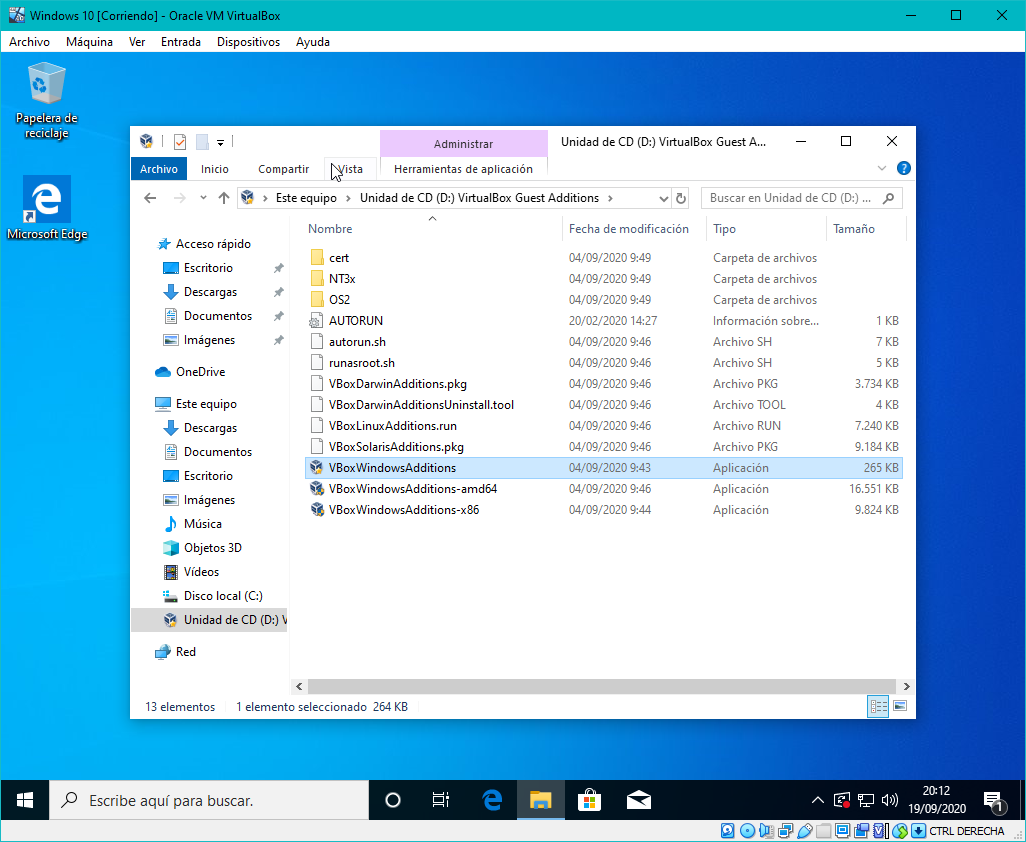 Windows 10 [Corriendo] - Oracle VM VirtualBox
Archivo Máquina Ver Entrada Dispositivos Ayuda
Papelera de
reciclaje
Microsoft Edge
Administrar
Unidad de CD (D:) VirtualBox Guest A...
Archivo Inicio Compartir Vista Herramientas de aplicación
Este equipo Unidad de CD (D:) VirtualBox Guest Additions
Buscar en Unidad de CD (D:) ...
Acceso rápido
Escritorio
Descargas
Documentos
Imágenes
OneDrive
Este equipo
Descargas
Documentos
Escritorio
Imágenes
Música
Objetos 3D
Vídeos
Disco local (C:)
Unidad de CD (D:) V
Red
Nombre Fecha de modificación Tipo Tamaño
cert 04/09/2020 9:49 Carpeta de archivos
NT3x 04/09/2020 9:49 Carpeta de archivos
OS2 04/09/2020 9:49 Carpeta de archivos
AUTORUN 20/02/2020 14:27 Información sobre... 1 KB
autorun.sh 04/09/2020 9:46 Archivo SH 7 KB
runasroot.sh 04/09/2020 9:46 Archivo SH 5 KB
VBoxDarwinAdditions.pkg 04/09/2020 9:46 Archivo PKG 3.734 KB
VBoxDarwinAdditionsUninstall.tool 04/09/2020 9:46 Archivo TOOL 4 KB
VBoxLinuxAdditions.run 04/09/2020 9:46 Archivo RUN 7.240 KB
VBoxSolarisAdditions.pkg 04/09/2020 9:46 Archivo PKG 9.184 KB
VBoxWindowsAdditions 04/09/2020 9:43 Aplicación 265 KB
VBoxWindowsAdditions-amd64 04/09/2020 9:46 Aplicación 16.551 KB
VBoxWindowsAdditions-x86 04/09/2020 9:44 Aplicación 9.824 KB
13 elementos 1 elemento seleccionado 264 KB
Escribe aquí para buscar.
20:12
19/09/2020
1
CTRL DERECHA